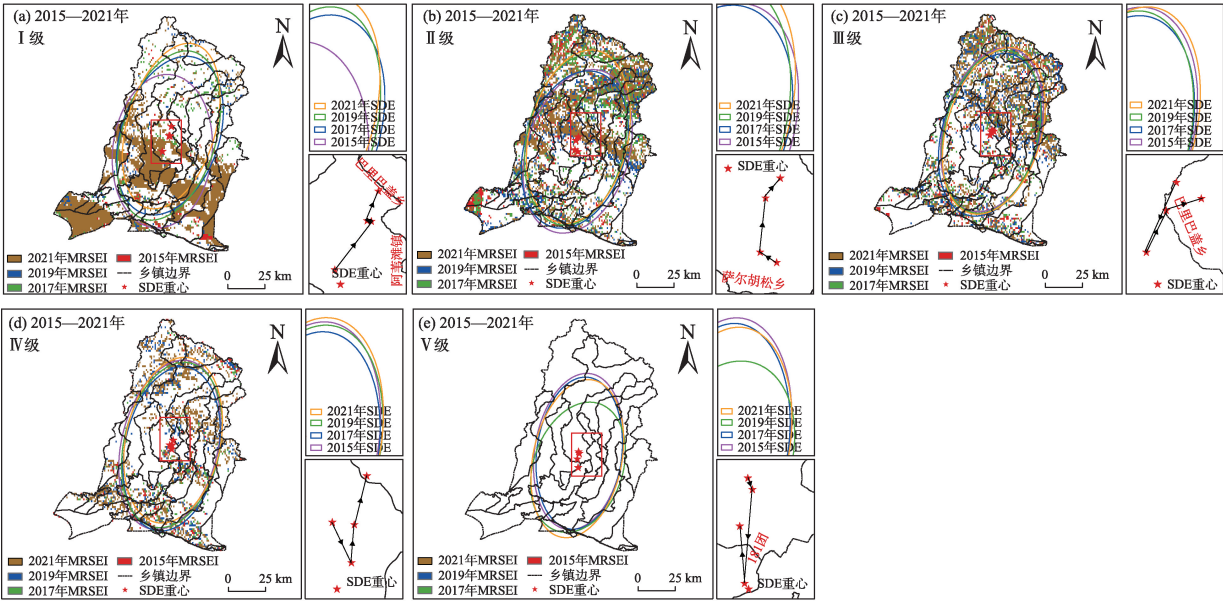 (a) 2015—2021年
Ⅰ级
N
2021年SDE
2019年SDE
2017年SDE
2015年SDE
巴里巴盖乡
阿苇滩镇
SDE重心
2021年MRSEI
2015年MRSEI
2019年MRSEI
乡镇边界
2017年MRSEI
SDE重心
0 25 km
(b) 2015—2021年
Ⅱ级
N
2021年SDE
2019年SDE
2017年SDE
2015年SDE
SDE重心
萨尔胡松乡
2021年MRSEI
2015年MRSEI
2019年MRSEI
乡镇边界
2017年MRSEI
SDE重心
0 25 km
(c) 2015—2021年
Ⅲ级
N
2021年SDE
2019年SDE
2017年SDE
2015年SDE
巴里巴盖乡
SDE重心
2021年MRSEI
2015年MRSEI
2019年MRSEI
乡镇边界
2017年MRSEI
SDE重心
0 25 km
(d) 2015—2021年
Ⅳ级
N
2021年SDE
2019年SDE
2017年SDE
2015年SDE
SDE重心
2021年MRSEI
2015年MRSEI
2019年MRSEI
乡镇边界
2017年MRSEI
SDE重心
0 25 km
(e) 2015—2021年
Ⅴ级
N
2021年SDE
2019年SDE
2017年SDE
2015年SDE
181团
SDE重心
2021年MRSEI
2015年MRSEI
2019年MRSEI
乡镇边界
2017年MRSEI
SDE重心
0 25 km